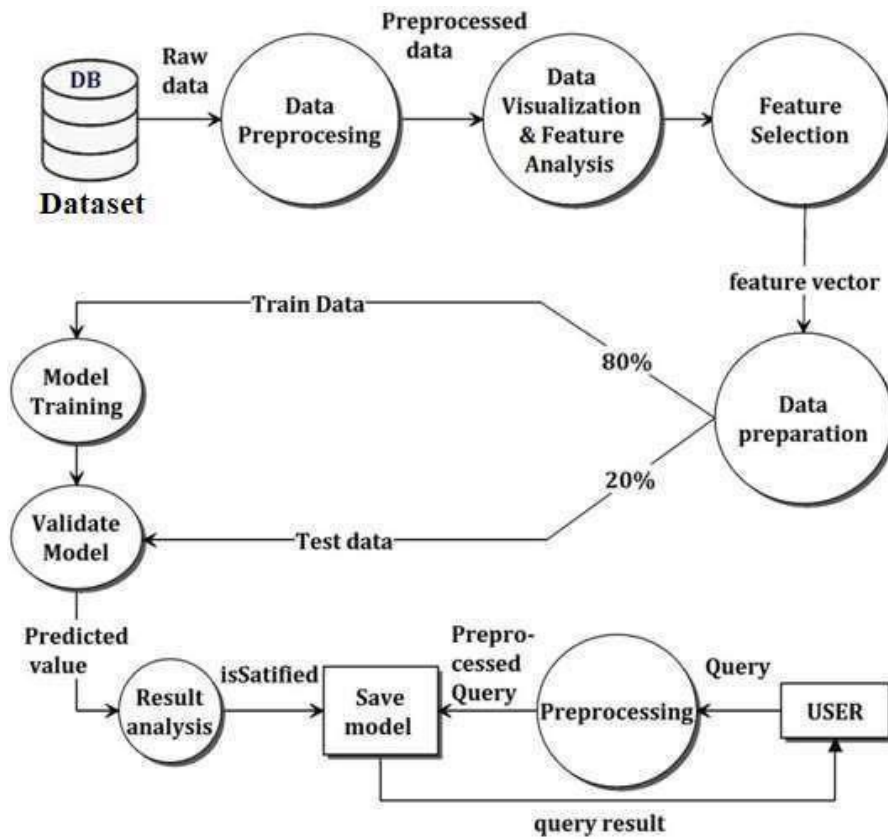 DB
Dataset
Raw
data
Data
Preprocesing
Preprocessed
data
Data
Visualization
& Feature
Analysis
Feature
Selection
feature vector
Data
preparation
80%
Train Data
20%
Test data
Model
Training
Validate
Model
Predicted
value
Result
analysis
isSatified
Save
model
Prepro-
cessed
Query
Preprocessing
Query
USER
query result